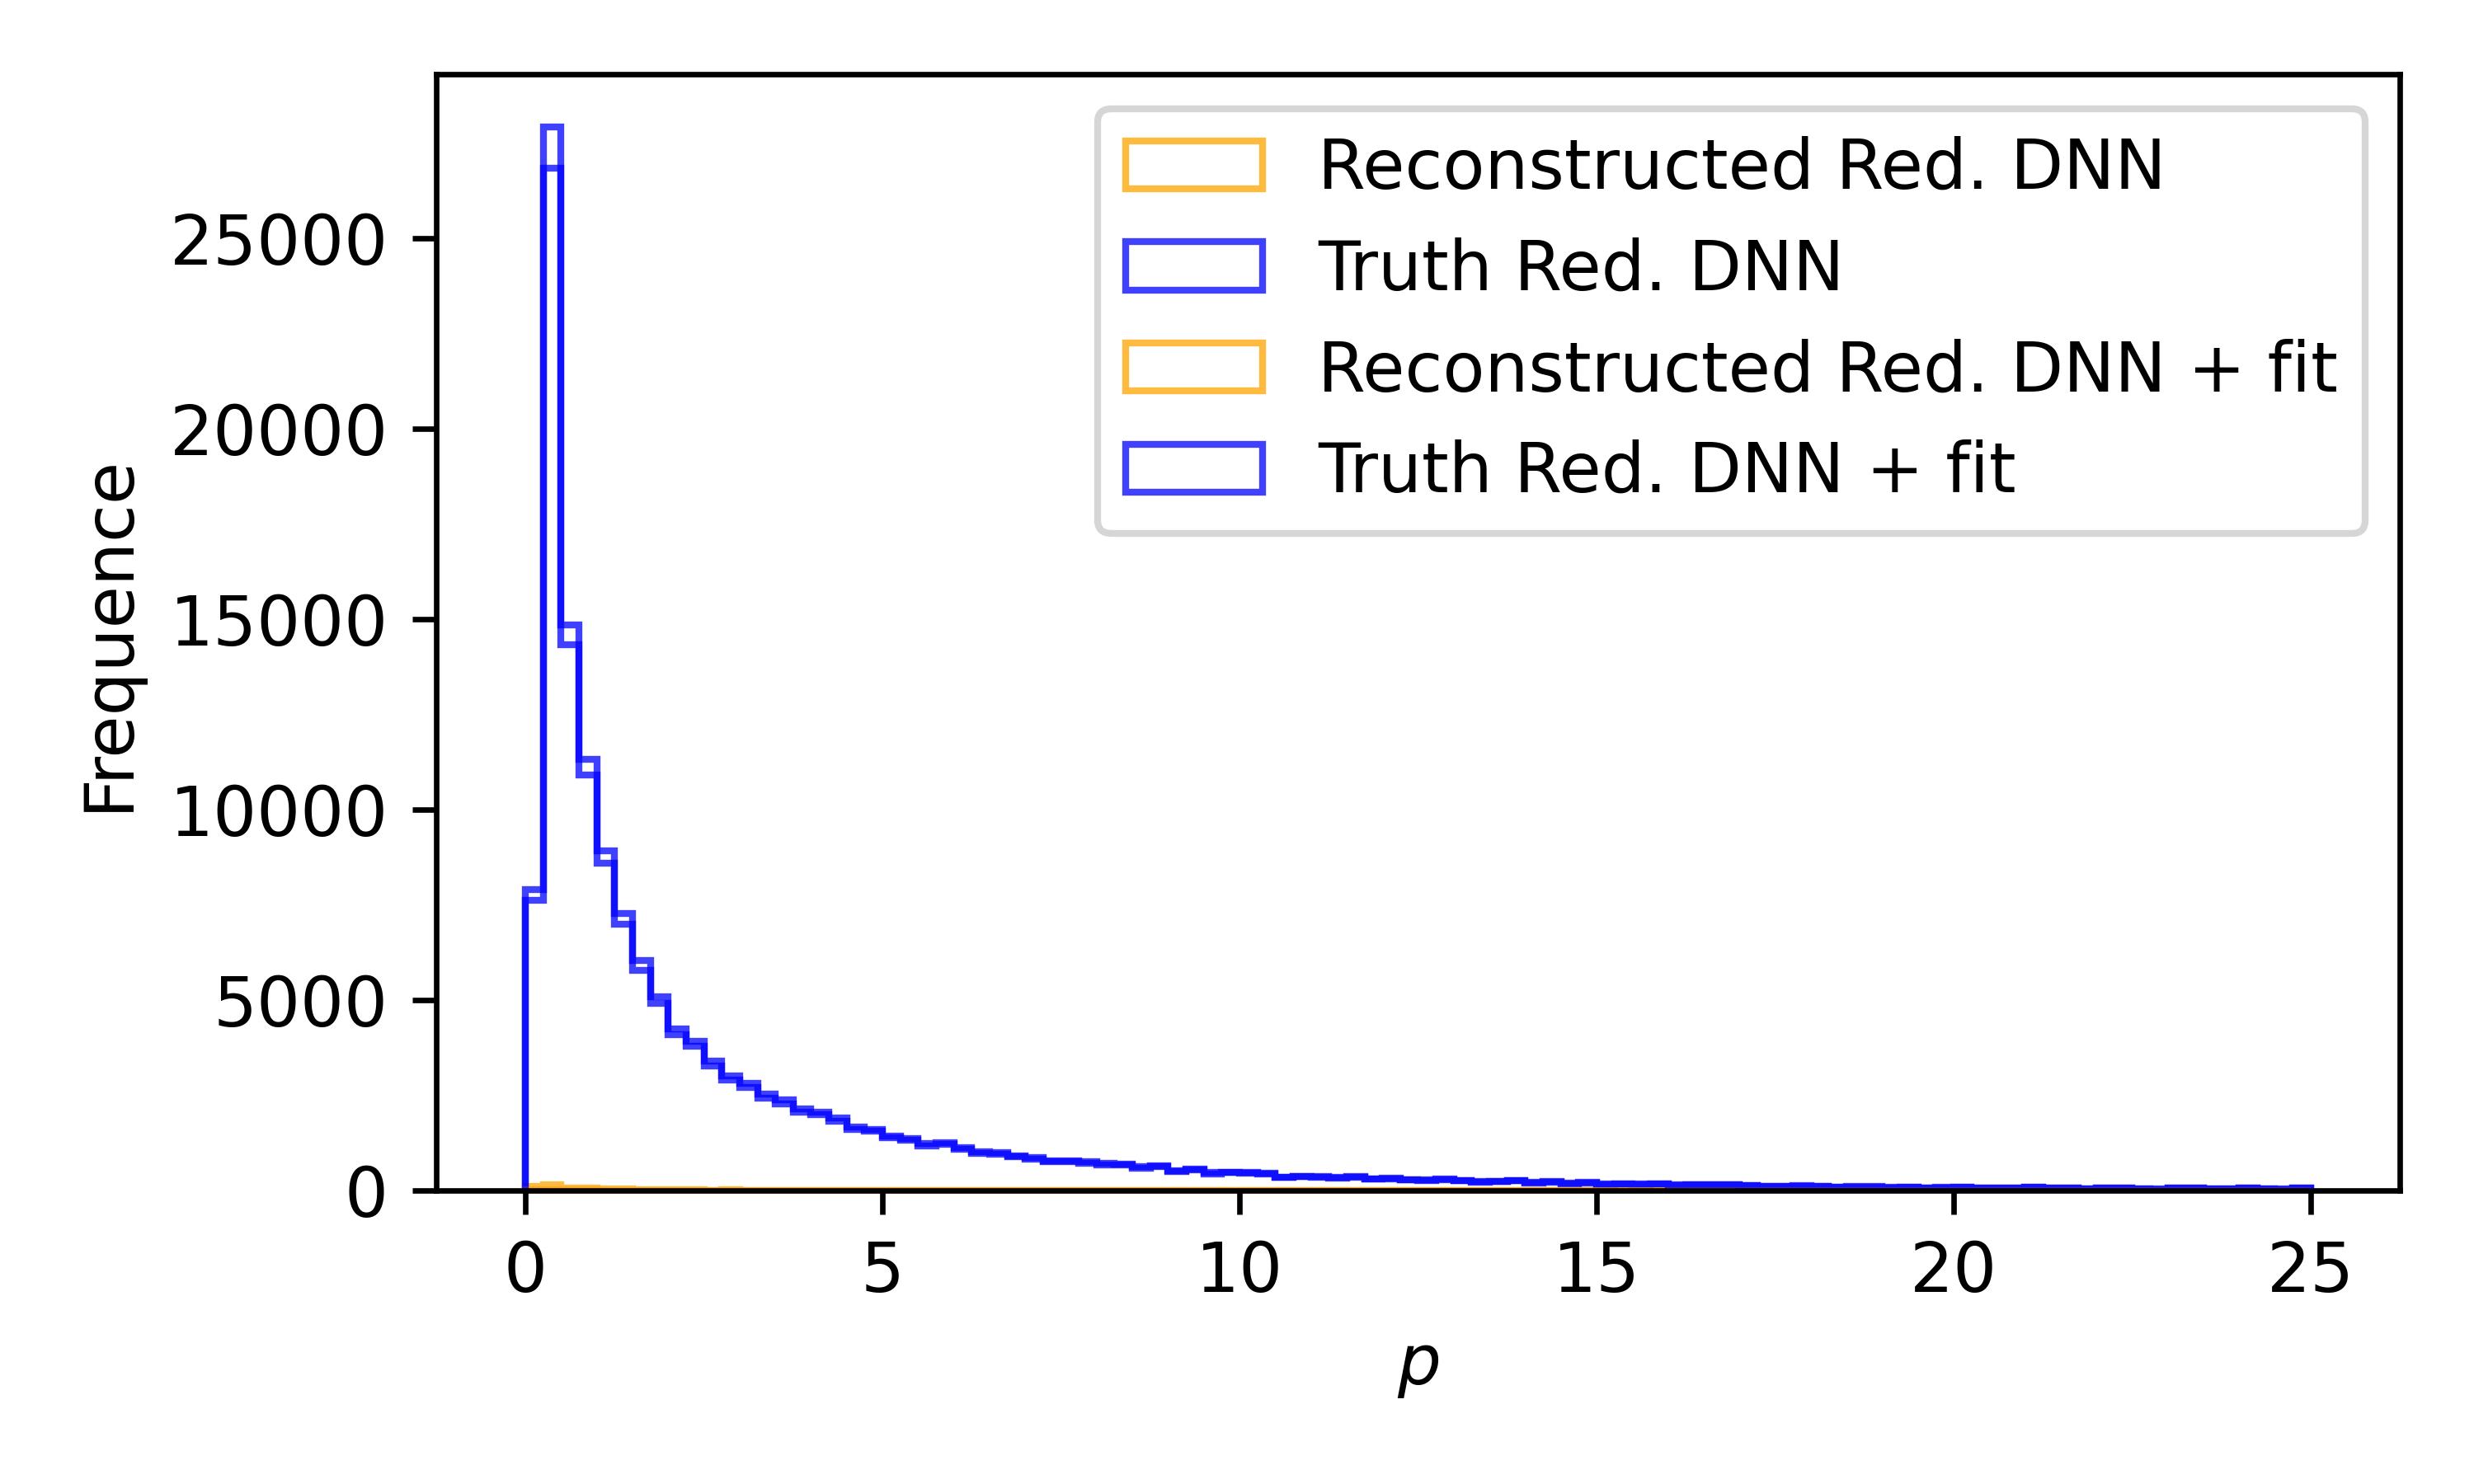 Reconstructed Red. DNN
Truth Red. DNN
Reconstructed Red. DNN + fit
Truth Red. DNN + fit
Frequence
25000
20000
15000
10000
5000
0
0 5 10 15 20 25
p